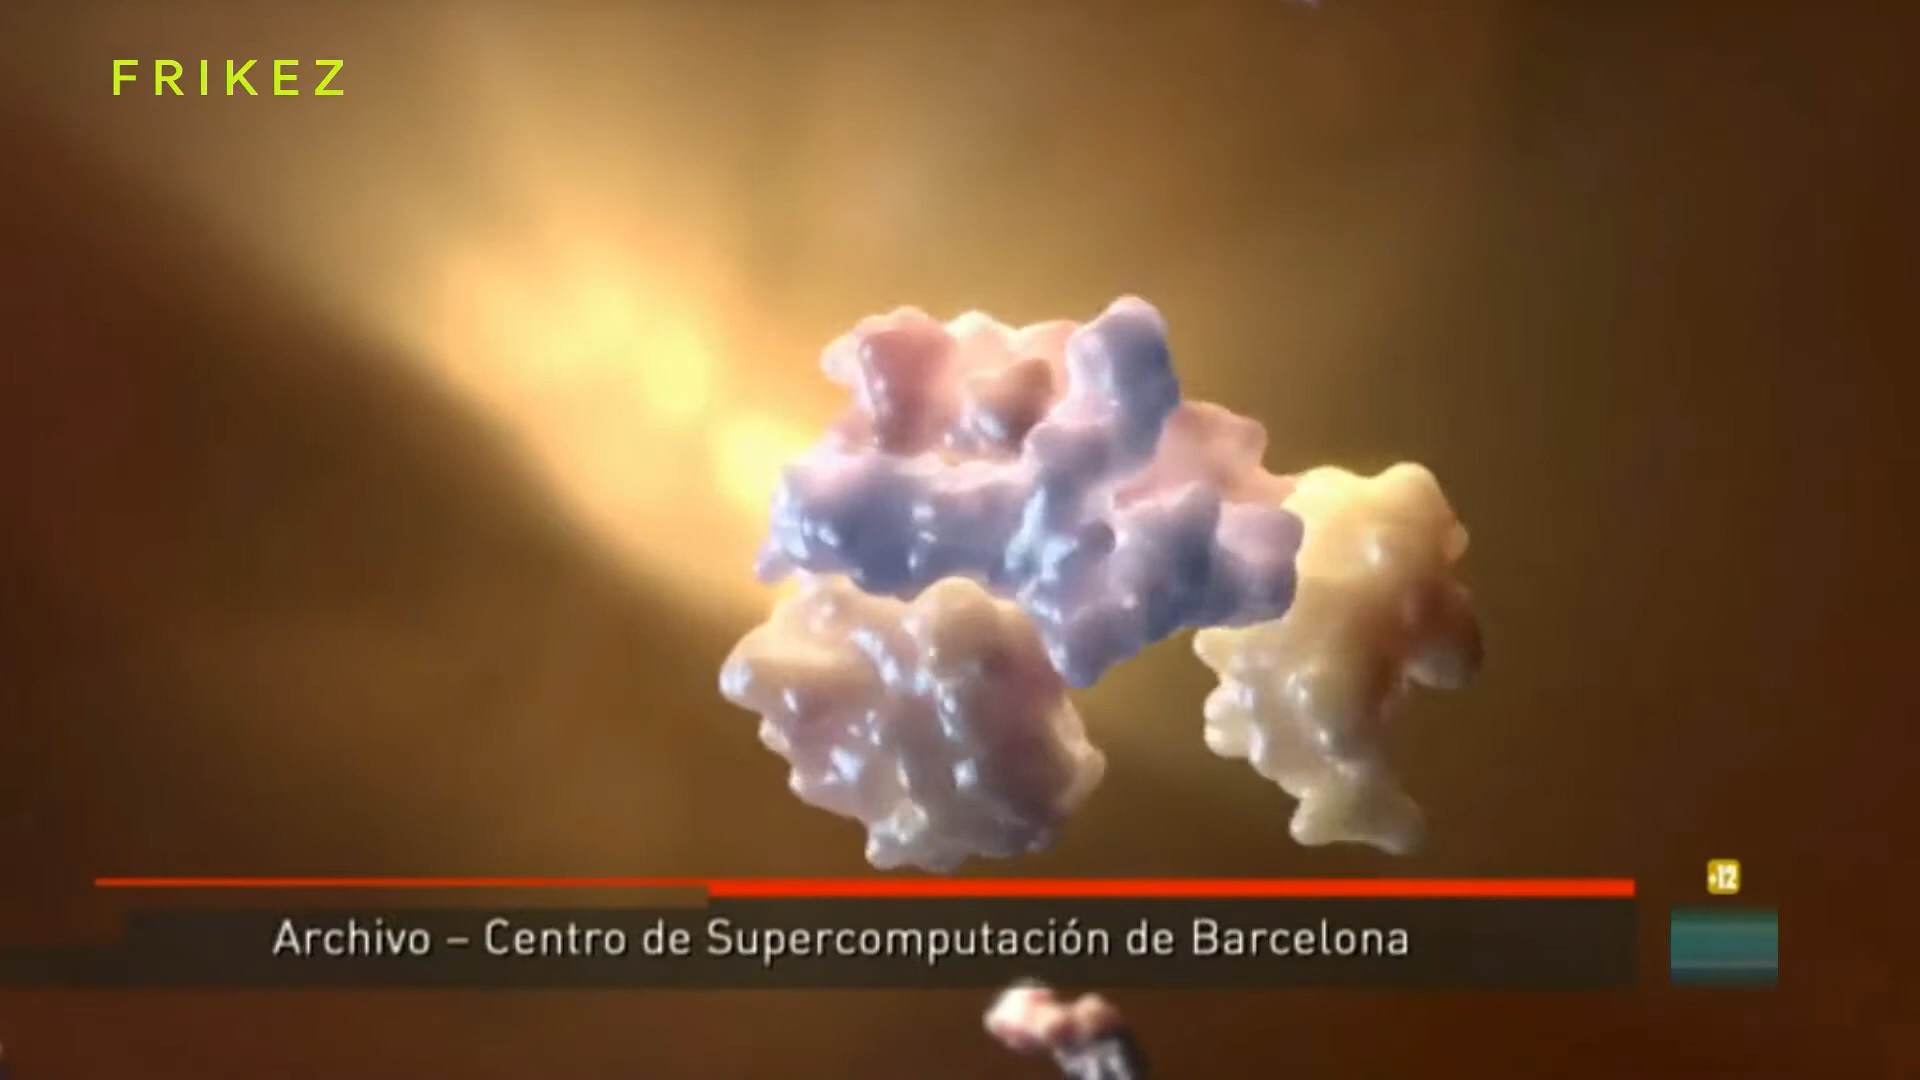 FRIKEZ
+12
Archivo – Centro de Supercomputación de Barcelona